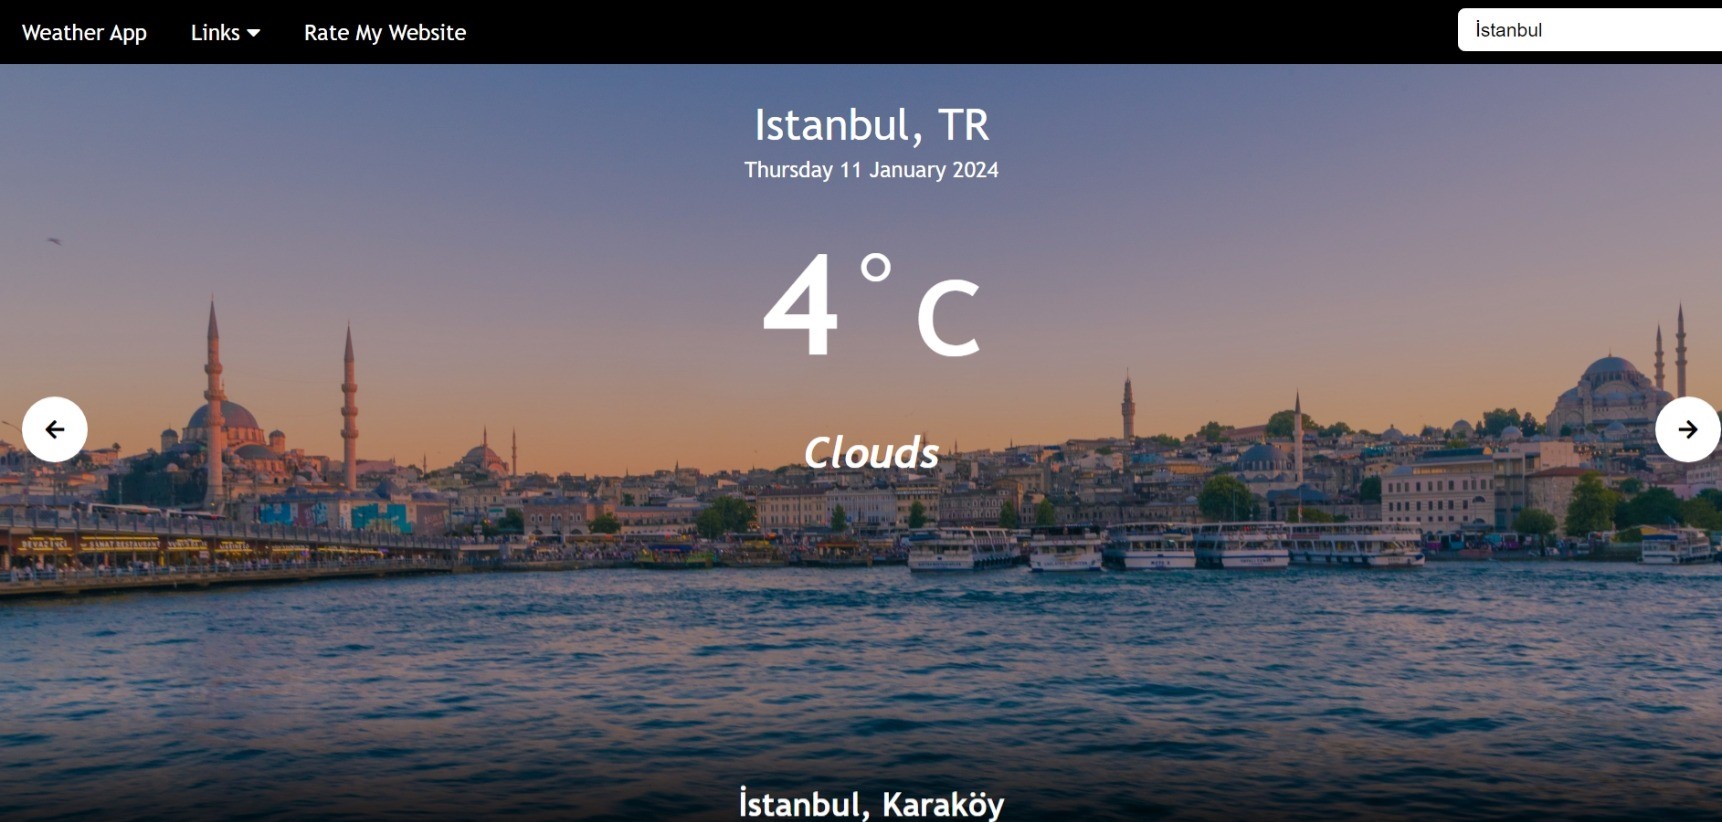 Weather App Links Rate My Website İstanbul
Istanbul, TR
Thursday 11 January 2024
4°c
Clouds
İstanbul, Karaköy